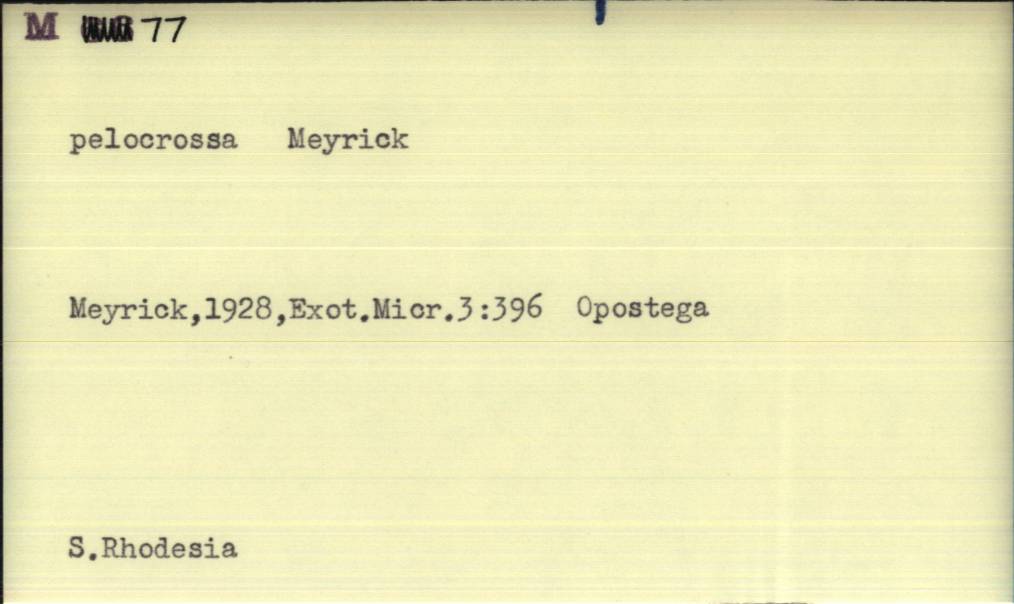 M 77
pelocrossa Meyrick
Meyrick,1928,Exot.Micr.3:396 Opostega
S.Rhodesia